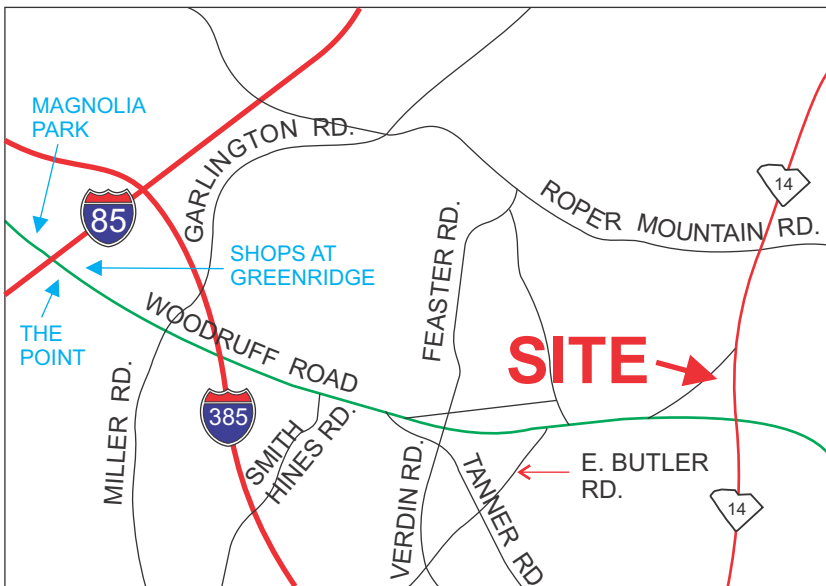 MAGNOLIA
PARK
GARLINGTON RD.
14
85
ROPER MOUNTAIN RD.
SHOPS AT
GREENRIDGE
FEASTER RD.
THE
POINT
WOODRUFF ROAD
SITE
MILLER RD.
385
SMITH
HINES RD.
VERDIN RD.
TANNER RD
E. BUTLER
RD.
14